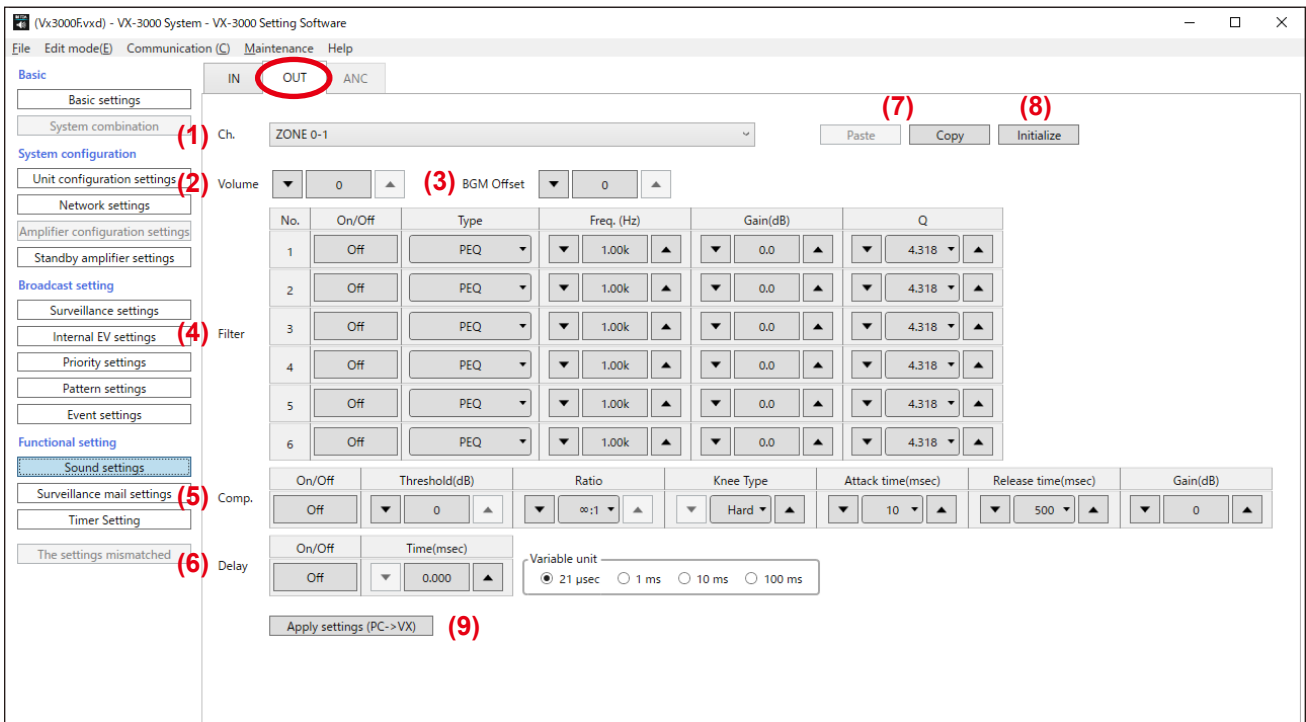 (Vx3000F.vxd) - VX-3000 System - VX-3000 Setting Software
File Edit mode(E) Communication (C) Maintenance Help
Basic
Basic settings
System combination
System configuration
Unit configuration settings
Network settings
Amplifier configuration settings
Standby amplifier settings
Broadcast setting
Surveillance settings
Internal EV settings
Priority settings
Pattern settings
Event settings
Functional setting
Sound settings
Surveillance mail settings
Timer Setting
The settings mismatched
IN OUT ANC
(7) (8)
(1) Ch. ZONE 0-1 Paste Copy Initialize
(2) Volume 0 (3) BGM Offset 0
No. On/Off Type Freq. (Hz) Gain(dB) Q
1 Off PEQ 1.00k 0.0 4.318
2 Off PEQ 1.00k 0.0 4.318
(4) Filter
3 Off PEQ 1.00k 0.0 4.318
4 Off PEQ 1.00k 0.0 4.318
5 Off PEQ 1.00k 0.0 4.318
6 Off PEQ 1.00k 0.0 4.318
On/Off Threshold(dB) Ratio Knee Type Attack time(msec) Release time(msec) Gain(dB)
(5) Comp. Off 0 ∞:1 Hard 10 500 0
On/Off Time(msec)
Variable unit
(6) Delay Off 0.000 21 μsec 1 ms 10 ms 100 ms
Apply settings (PC->VX) (9)